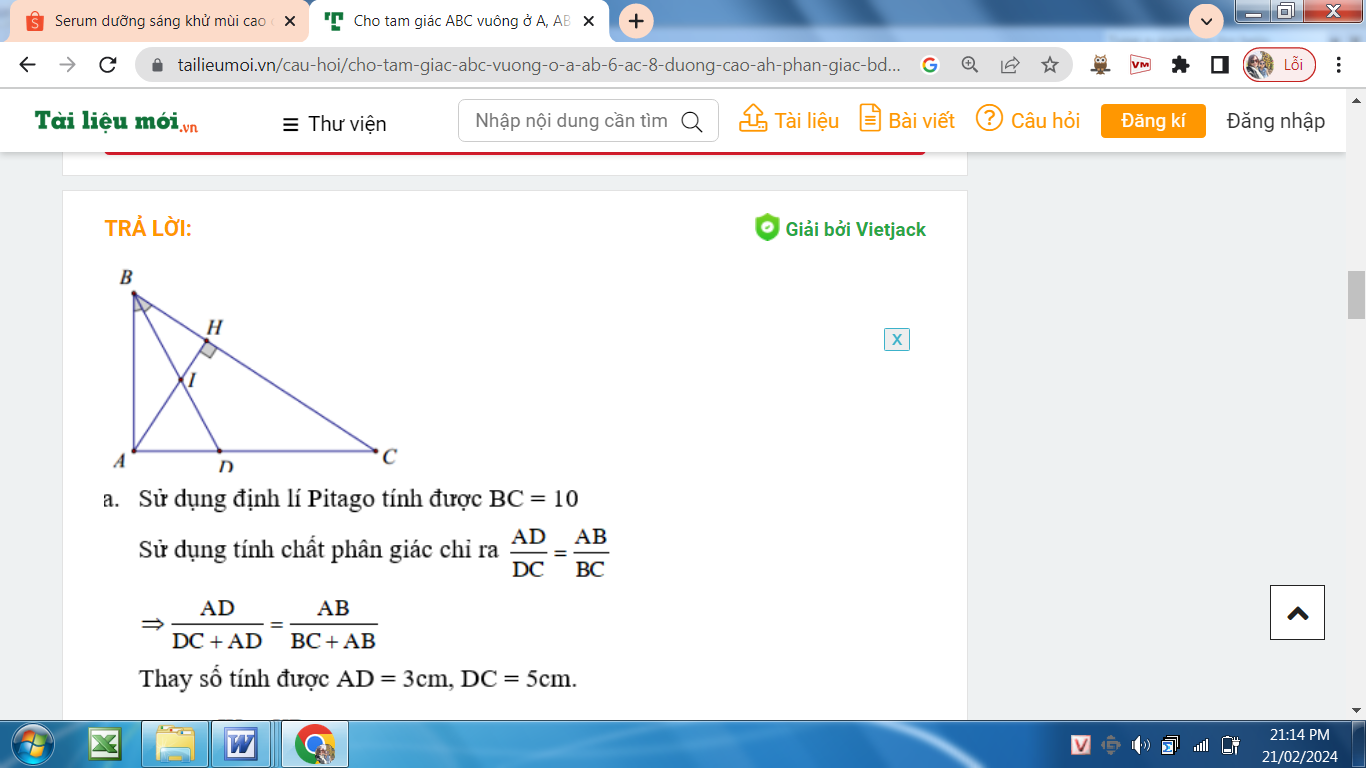 Serum dưỡng sáng khử mùi cao
Cho tam giác ABC vuông ở A, AB
tailieumoi.vn/cau-hoi/cho-tam-giac-abc-vuong-o-a-ab-6-ac-8-duong-cao-ah-phan-giac-bd...
Lỗi
Tài liệu mới.vn
Thư viện
Nhập nội dung cần tìm
Tài liệu
Bài viết
Câu hỏi
Đăng kí
Đăng nhập
TRẢ LỜI:
Giải bởi Vietjack
B
H
I
A
D
C
X
a. Sử dụng định lí Pitago tính được BC = 10
Sử dụng tính chất phân giác chỉ ra AD/DC = AB/BC
⇒ AD/(DC + AD) = AB/(BC + AB)
Thay số tính được AD = 3cm, DC = 5cm.
21:14 PM
21/02/2024